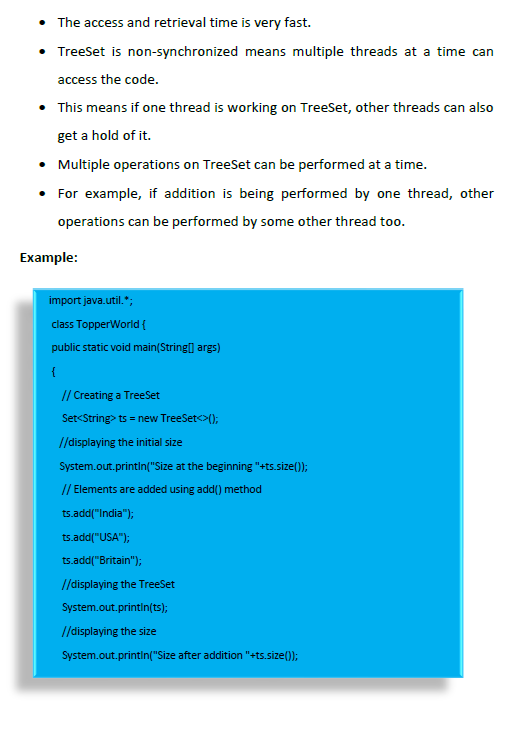 • The access and retrieval time is very fast.
• TreeSet is non-synchronized means multiple threads at a time can
access the code.
• This means if one thread is working on TreeSet, other threads can also
get a hold of it.
• Multiple operations on TreeSet can be performed at a time.
• For example, if addition is being performed by one thread, other
operations can be performed by some other thread too.
Example:
import java.util.*;
class TopperWorld {
public static void main(String[] args)
{
// Creating a TreeSet
Set<String> ts = new TreeSet<>();
//displaying the initial size
System.out.println("Size at the beginning "+ts.size());
// Elements are added using add() method
ts.add("India");
ts.add("USA");
ts.add("Britain");
//displaying the TreeSet
System.out.println(ts);
//displaying the size
System.out.println("Size after addition "+ts.size());